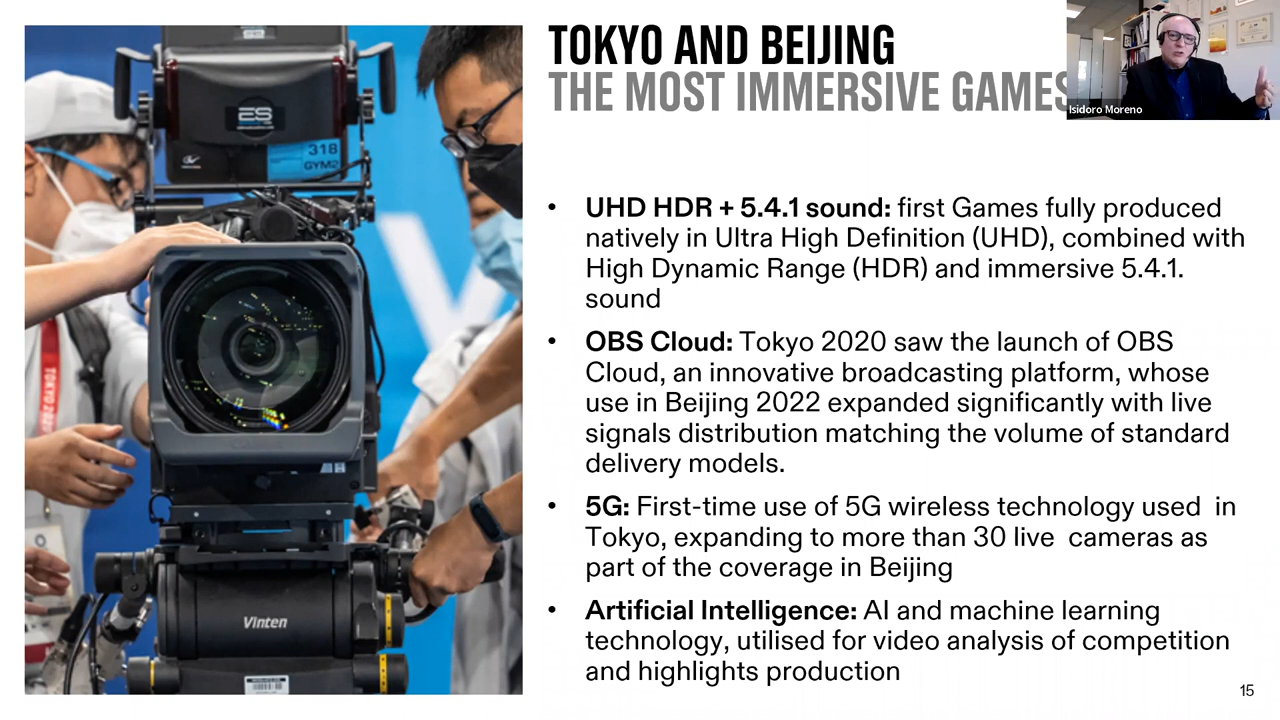 TOKYO AND BEIJING
THE MOST IMMERSIVE GAMES
Isidoro Moreno
ES
318
GYM2
TOKYO 202
Vinten
• UHD HDR + 5.4.1 sound: first Games fully produced
natively in Ultra High Definition (UHD), combined with
High Dynamic Range (HDR) and immersive 5.4.1.
sound
• OBS Cloud: Tokyo 2020 saw the launch of OBS
Cloud, an innovative broadcasting platform, whose
use in Beijing 2022 expanded significantly with live
signals distribution matching the volume of standard
delivery models.
• 5G: First-time use of 5G wireless technology used  in
Tokyo, expanding to more than 30 live  cameras as
part of the coverage in Beijing
• Artificial Intelligence: AI and machine learning
technology, utilised for video analysis of competition
and highlights production
15